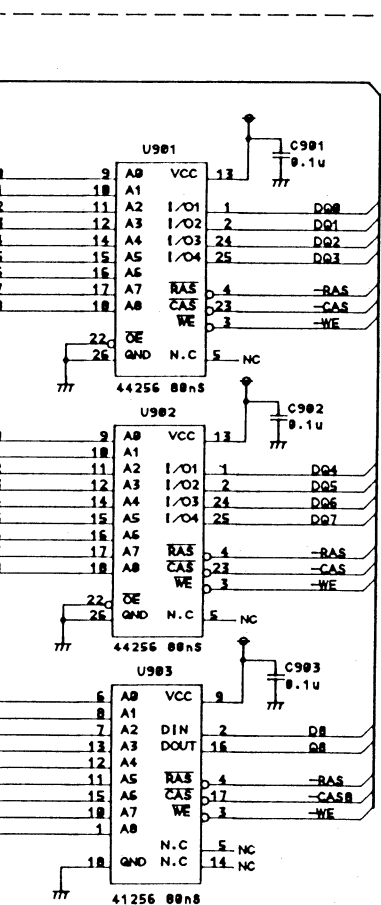 U901
C901
0.1u
9 A0 VCC 13
10 A1
11 A2 I/O1 1 DQ0
12 A3 I/O2 2 DQ1
14 A4 I/O3 24 DQ2
15 A5 I/O4 25 DQ3
16 A6
17 A7 RAS 4 -RAS
18 A8 CAS 23 -CAS
WE 3 -WE
22 OE
26 GND N.C 5 NC
44256 80nS
U902
C902
0.1u
9 A0 VCC 13
10 A1
11 A2 I/O1 1 DQ4
12 A3 I/O2 2 DQ5
14 A4 I/O3 24 DQ6
15 A5 I/O4 25 DQ7
16 A6
17 A7 RAS 4 -RAS
18 A8 CAS 23 -CAS
WE 3 -WE
22 OE
26 GND N.C 5 NC
44256 80nS
U903
C903
0.1u
6 A0 VCC 9
8 A1
7 A2 DIN 2 D8
13 A3 DOUT 16 Q8
12 A4
11 A5 RAS 4 -RAS
15 A6 CAS 17 -CAS8
10 A7 WE 3 -WE
1 A8
N.C 5 NC
18 GND N.C 14 NC
41256 80nS